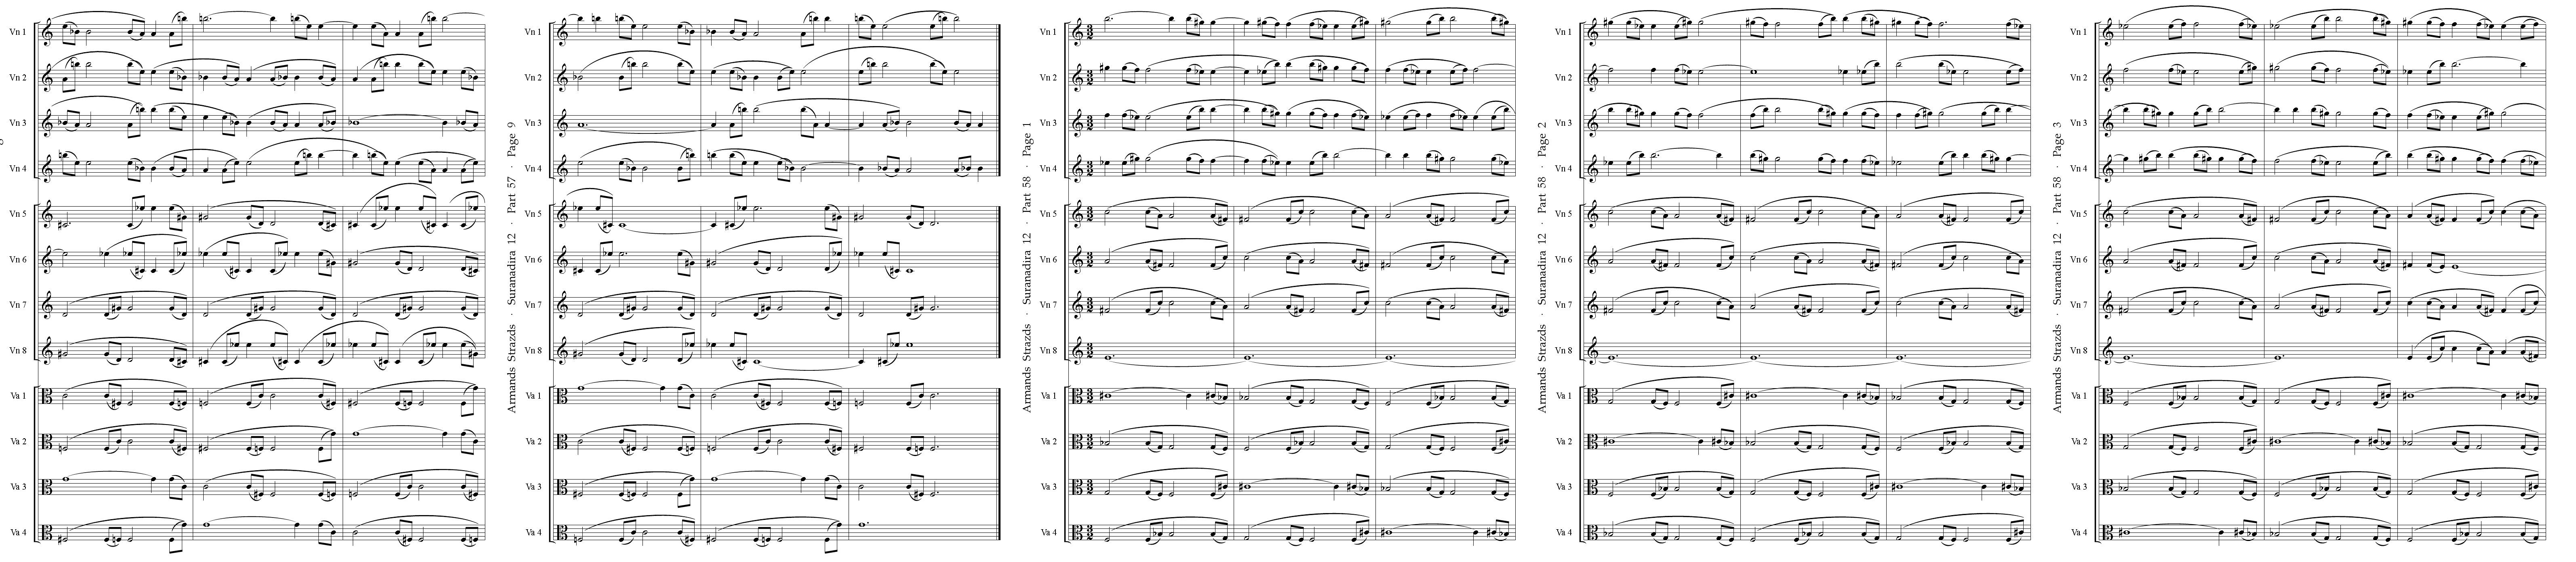 Vn 1
Vn 2
Vn 3
Vn 4
Vn 5
Vn 6
Vn 7
Vn 8
Va 1
Va 2
Va 3
Va 4
Armands Strazds · Suranadira 12 · Part 57 · Page 9
Vn 1
Vn 2
Vn 3
Vn 4
Vn 5
Vn 6
Vn 7
Vn 8
Va 1
Va 2
Va 3
Va 4
Armands Strazds · Suranadira 12 · Part 58 · Page 1
Vn 1
Vn 2
Vn 3
Vn 4
Vn 5
Vn 6
Vn 7
Vn 8
Va 1
Va 2
Va 3
Va 4
Armands Strazds · Suranadira 12 · Part 58 · Page 2
Vn 1
Vn 2
Vn 3
Vn 4
Vn 5
Vn 6
Vn 7
Vn 8
Va 1
Va 2
Va 3
Va 4
Armands Strazds · Suranadira 12 · Part 58 · Page 3
Vn 1
Vn 2
Vn 3
Vn 4
Vn 5
Vn 6
Vn 7
Vn 8
Va 1
Va 2
Va 3
Va 4